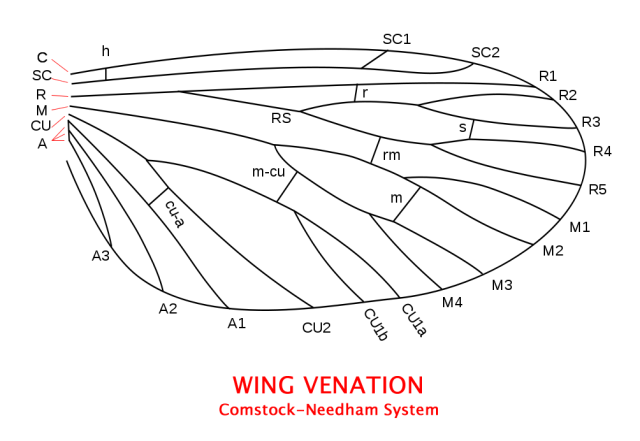 SC1
h
SC2
C
SC
R1
R
r
R2
M
RS
R3
CU
s
A
R4
rm
m-cu
R5
m
cu-a
M1
M2
A3
M3
M4
A2
A1
CU2
CU1b
CU1a
WING VENATION
Comstock-Needham System